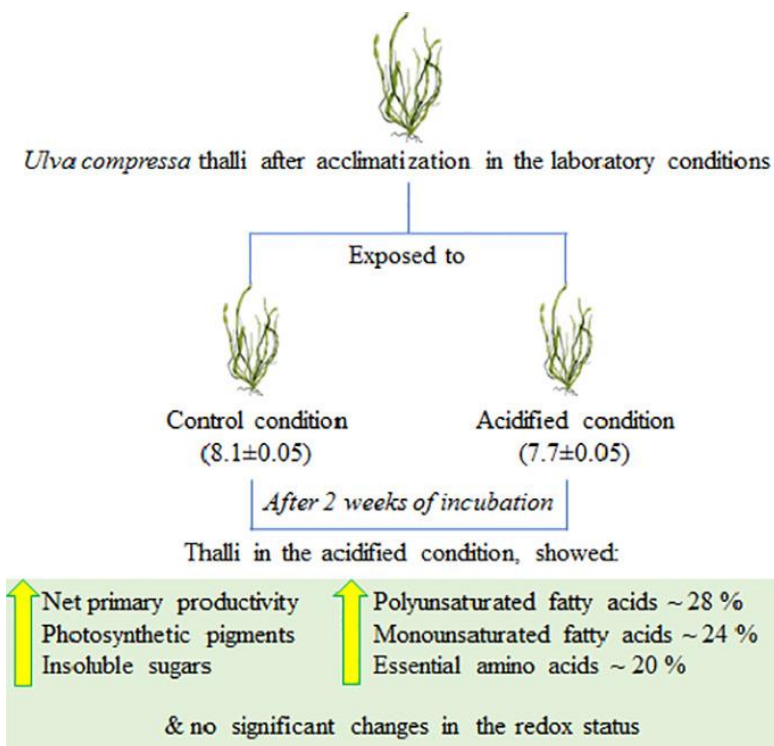 Ulva compressa thalli after acclimatization in the laboratory conditions
Exposed to
Control condition
(8.1±0.05)
Acidified condition
(7.7±0.05)
After 2 weeks of incubation
Thalli in the acidified condition, showed:
Net primary productivity
Photosynthetic pigments
Insoluble sugars
Polyunsaturated fatty acids ~ 28 %
Monounsaturated fatty acids ~ 24 %
Essential amino acids ~ 20 %
& no significant changes in the redox status